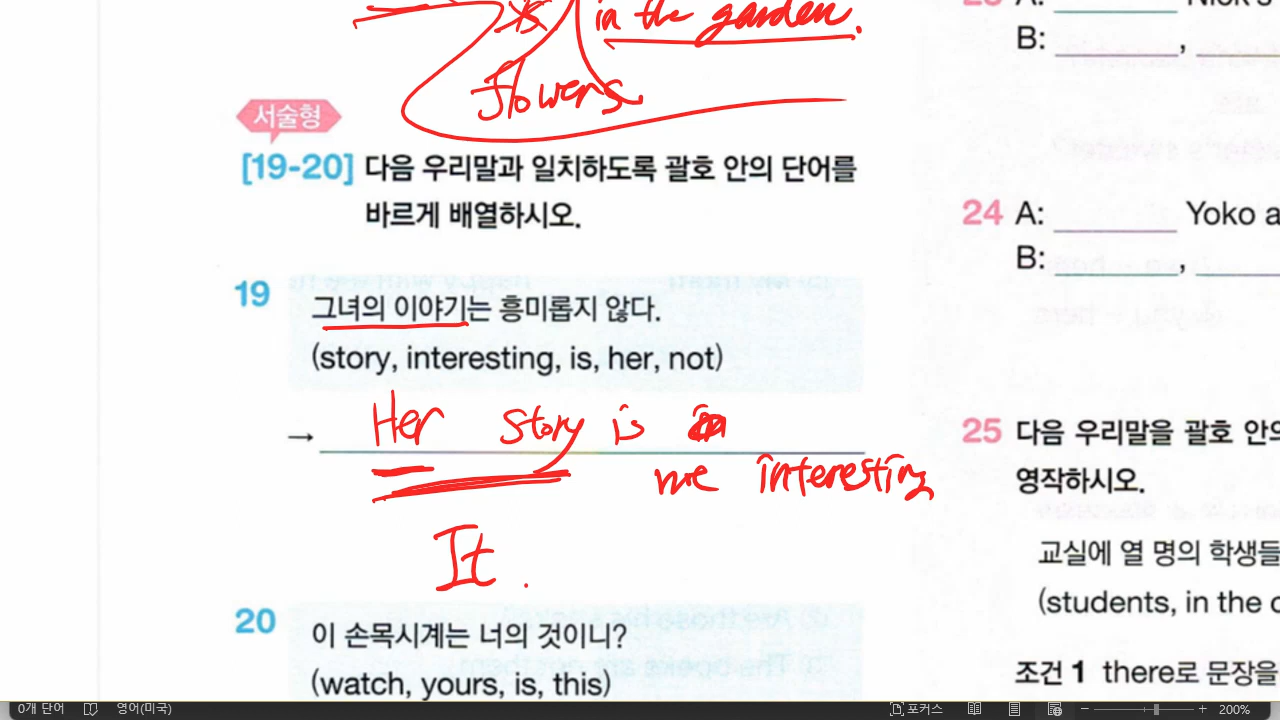 in the garden.
flowers
서술형
[19-20] 다음 우리말과 일치하도록 괄호 안의 단어를
바르게 배열하시오.
19
그녀의 이야기는 흥미롭지 않다.
(story, interesting, is, her, not)
→ Her story is
interesting
It.
20
이 손목시계는 너의 것이니?
(watch, yours, is, this)
A: Nick's
B: ,
24 A: Yoko a
B: ,
25 다음 우리말을 괄호 안의
영작하시오.
교실에 열 명의 학생들
(students, in the c
조건 1 there로 문장을
0개 단어 영어(미국) 포커스 200%